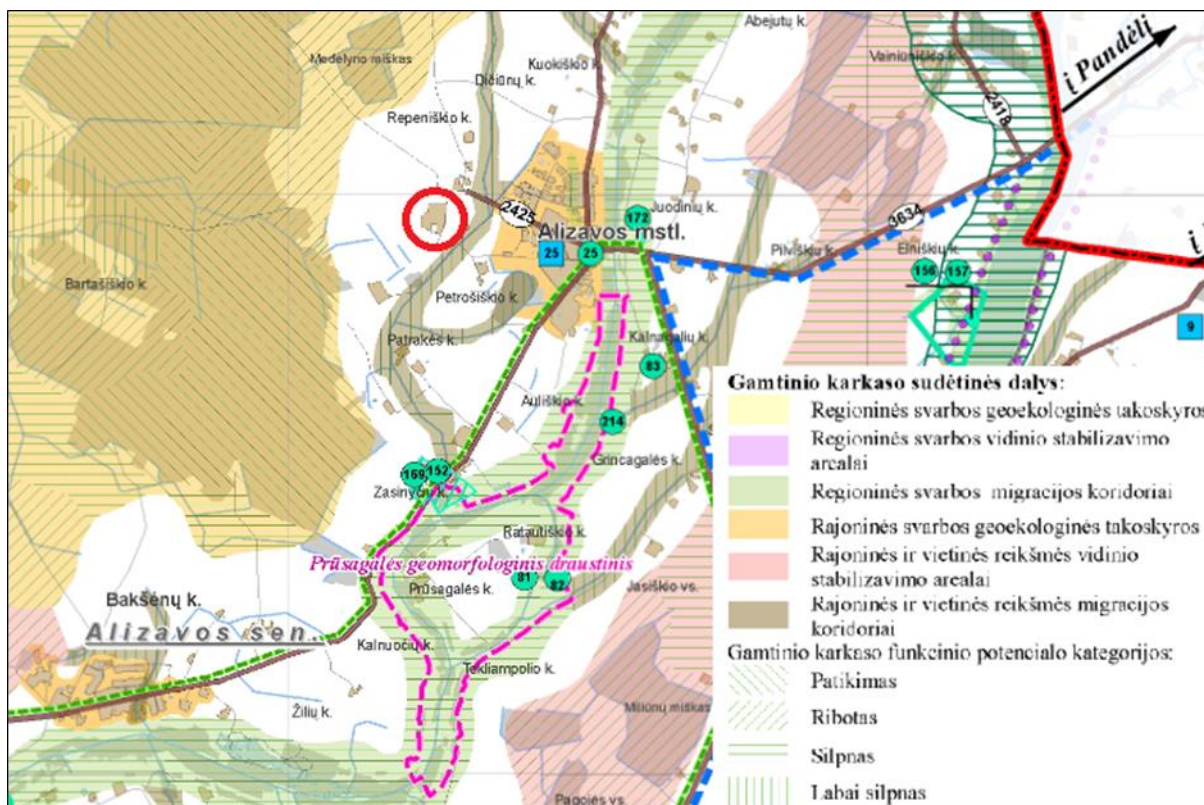 Abejutų k.
į Pandėlį
Kuokiškio k.
Medelyno miškas
Vainiūniškio k.
Dičiūnų k.
2418
Repeniškio k.
2425
172
Juodinių k.
3634
Alizavos mstl.
25
25
Pilviškių k.
Elniškių k.
156
157
Bartašiškio k.
Petrošiškio k.
9
Patrakės k.
Kalnagalių k.
83
Auliškio k.
214
Grincagalės k.
169
152
Zasinyčių k.
Ratautiškio k.
Prūsagalės geomorfologinis draustinis
81
82
Prūsagalės k.
Jasiškio vs.
Bakšėnų k.
Alizavos sen.
Kalnuočių k.
Tekliampolio k.
Žilių k.
Miliūnų miškas
Pagojės vs.
Gamtinio karkaso sudėtinės dalys:
Regioninės svarbos geoekologinės takoskyros
Regioninės svarbos vidinio stabilizavimo
arealai
Regioninės svarbos migracijos koridoriai
Rajoninės svarbos geoekologinės takoskyros
Rajoninės ir vietinės reikšmės vidinio
stabilizavimo arealai
Rajoninės ir vietinės reikšmės migracijos
koridoriai
Gamtinio karkaso funkcinio potencialo kategorijos:
Patikimas
Ribotas
Silpnas
Labai silpnas